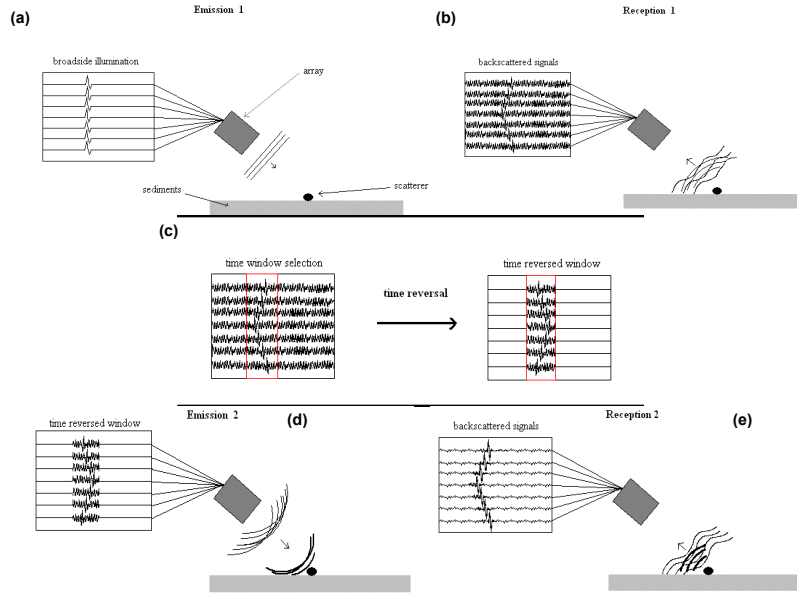 (a)
Emission 1
broadside illumination
array
sediments
scatterer
(b)
Reception 1
backscattered signals
(c)
time window selection
time reversal
time reversed window
Emission 2
(d)
time reversed window
Reception 2
(e)
backscattered signals